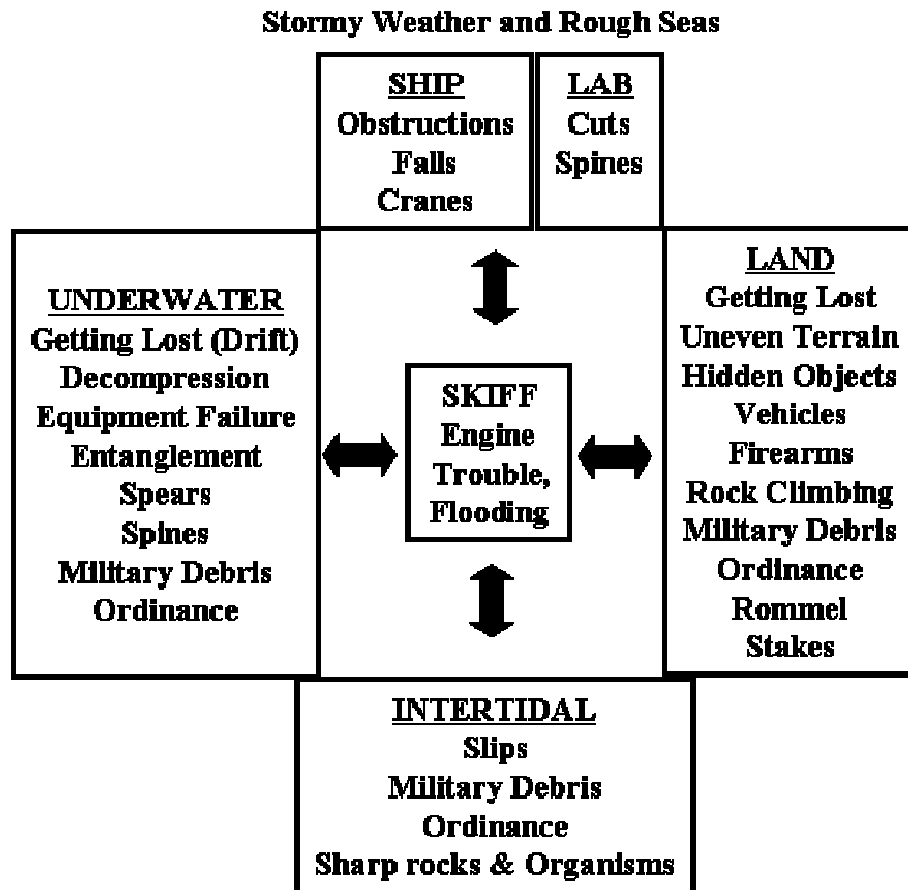 Stormy Weather and Rough Seas
SHIP
Obstructions
Falls
Cranes
LAB
Cuts
Spines
UNDERWATER
Getting Lost (Drift)
Decompression
Equipment Failure
Entanglement
Spears
Spines
Military Debris
Ordinance
SKIFF
Engine
Trouble,
Flooding
LAND
Getting Lost
Uneven Terrain
Hidden Objects
Vehicles
Firearms
Rock Climbing
Military Debris
Ordinance
Rommel
Stakes
INTERTIDAL
Slips
Military Debris
Ordinance
Sharp rocks & Organisms